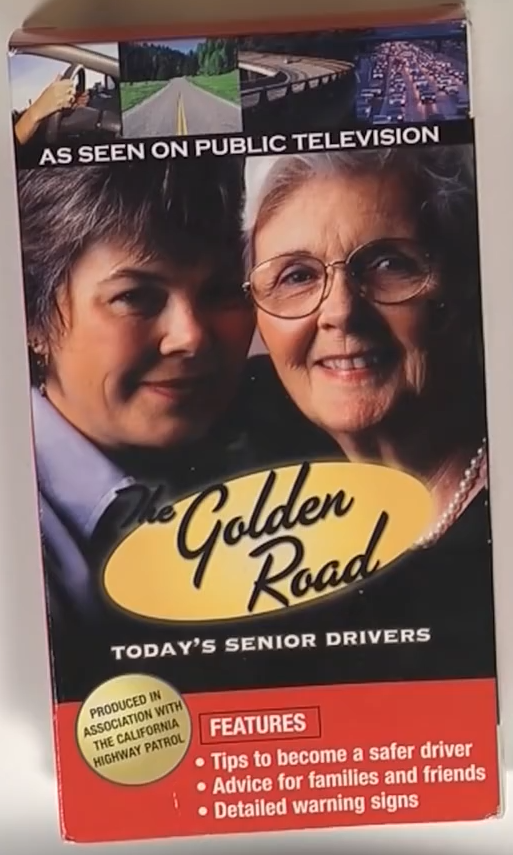 AS SEEN ON PUBLIC TELEVISION
The Golden
Road
TODAY'S SENIOR DRIVERS
PRODUCED IN
ASSOCIATION WITH
THE CALIFORNIA
HIGHWAY PATROL
FEATURES
• Tips to become a safer driver
• Advice for families and friends
• Detailed warning signs